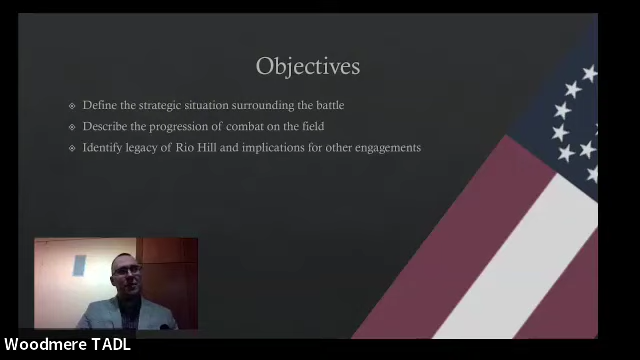 Objectives
Define the strategic situation surrounding the battle
Describe the progression of combat on the field
Identify legacy of Rio Hill and implications for other engagements
Woodmere TADL